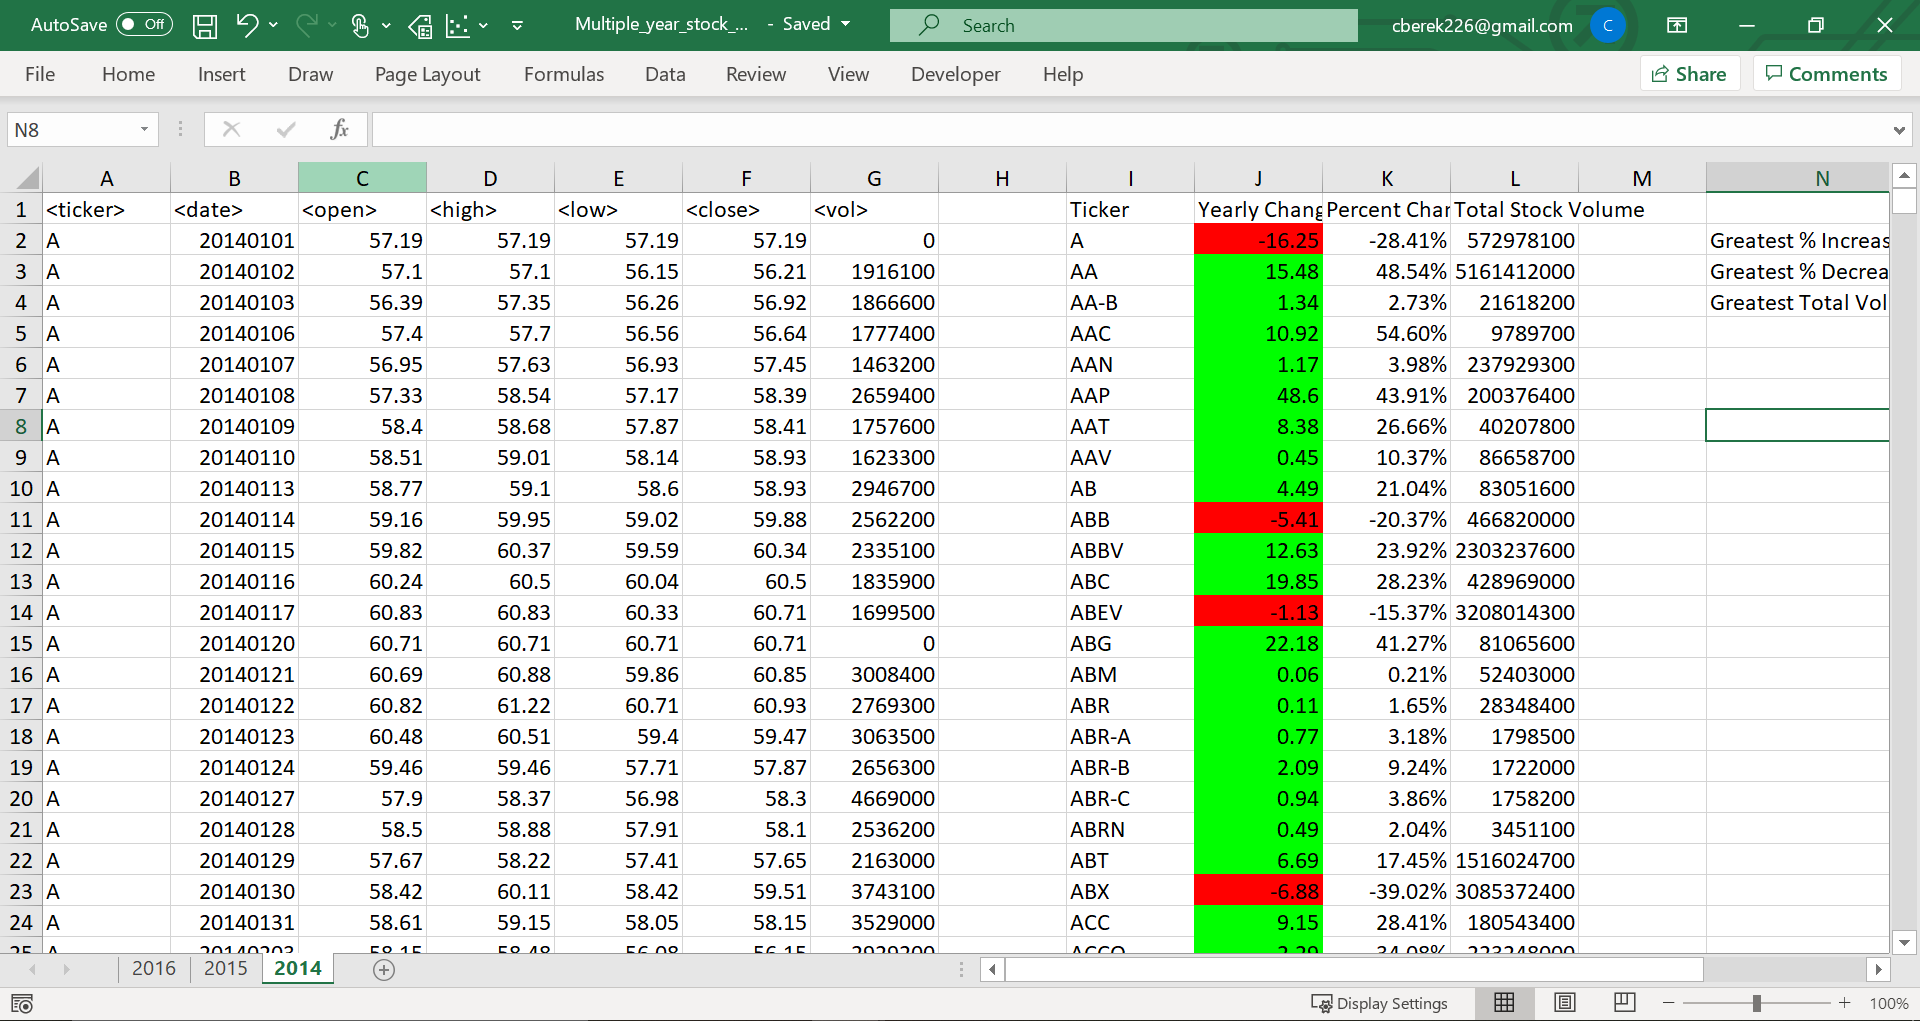 AutoSave Off Multiple_year_stock_... - Saved Search cberek226@gmail.com C
File Home Insert Draw Page Layout Formulas Data Review View Developer Help Share Comments
N8 fx
A B C D E F G H I J K L M N
1 <ticker> <date> <open> <high> <low> <close> <vol> Ticker Yearly Chang Percent Char Total Stock Volume
2 A 20140101 57.19 57.19 57.19 57.19 0 A -16.25 -28.41% 572978100 Greatest % Increas
3 A 20140102 57.1 57.1 56.15 56.21 1916100 AA 15.48 48.54% 5161412000 Greatest % Decrea
4 A 20140103 56.39 57.35 56.26 56.92 1866600 AA-B 1.34 2.73% 21618200 Greatest Total Vol
5 A 20140106 57.4 57.7 56.56 56.64 1777400 AAC 10.92 54.60% 9789700
6 A 20140107 56.95 57.63 56.93 57.45 1463200 AAN 1.17 3.98% 237929300
7 A 20140108 57.33 58.54 57.17 58.39 2659400 AAP 48.6 43.91% 200376400
8 A 20140109 58.4 58.68 57.87 58.41 1757600 AAT 8.38 26.66% 40207800
9 A 20140110 58.51 59.01 58.14 58.93 1623300 AAV 0.45 10.37% 86658700
10 A 20140113 58.77 59.1 58.6 58.93 2946700 AB 4.49 21.04% 83051600
11 A 20140114 59.16 59.95 59.02 59.88 2562200 ABB -5.41 -20.37% 466820000
12 A 20140115 59.82 60.37 59.59 60.34 2335100 ABBV 12.63 23.92% 2303237600
13 A 20140116 60.24 60.5 60.04 60.5 1835900 ABC 19.85 28.23% 428969000
14 A 20140117 60.83 60.83 60.33 60.71 1699500 ABEV -1.13 -15.37% 3208014300
15 A 20140120 60.71 60.71 60.71 60.71 0 ABG 22.18 41.27% 81065600
16 A 20140121 60.69 60.88 59.86 60.85 3008400 ABM 0.06 0.21% 52403000
17 A 20140122 60.82 61.22 60.71 60.93 2769300 ABR 0.11 1.65% 28348400
18 A 20140123 60.48 60.51 59.4 59.47 3063500 ABR-A 0.77 3.18% 1798500
19 A 20140124 59.46 59.46 57.71 57.87 2656300 ABR-B 2.09 9.24% 1722000
20 A 20140127 57.9 58.37 56.98 58.3 4669000 ABR-C 0.94 3.86% 1758200
21 A 20140128 58.5 58.88 57.91 58.1 2536200 ABRN 0.49 2.04% 3451100
22 A 20140129 57.67 58.22 57.41 57.65 2163000 ABT 6.69 17.45% 1516024700
23 A 20140130 58.42 60.11 58.42 59.51 3743100 ABX -6.88 -39.02% 3085372400
24 A 20140131 58.61 59.15 58.05 58.15 3529000 ACC 9.15 28.41% 180543400
2016 2015 2014
Display Settings 100%